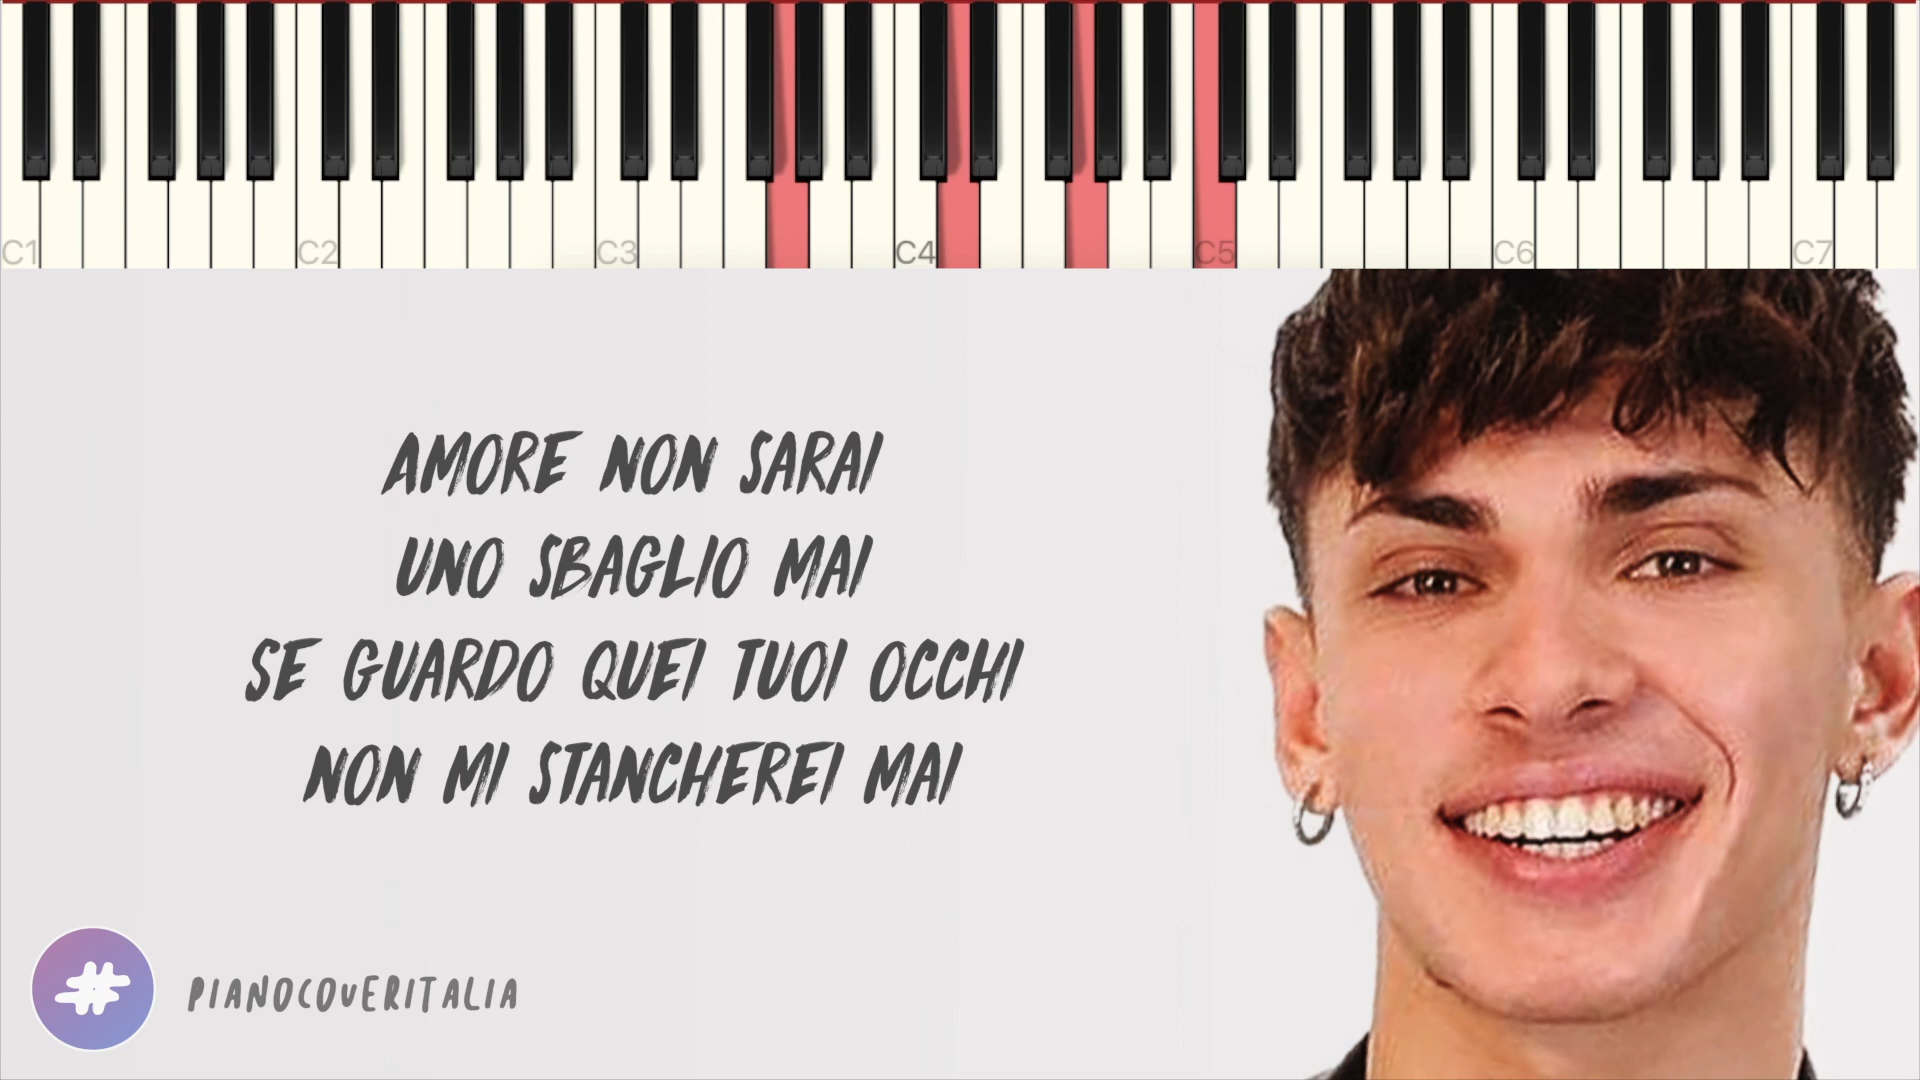 C1 C2 C3 C4 C5 C6 C7
AMORE NON SARAI
UNO SBAGLIO MAI
SE GUARDO QUEI TUOI OCCHI
NON MI STANCHEREI MAI
# PIANOCOVERITALIA